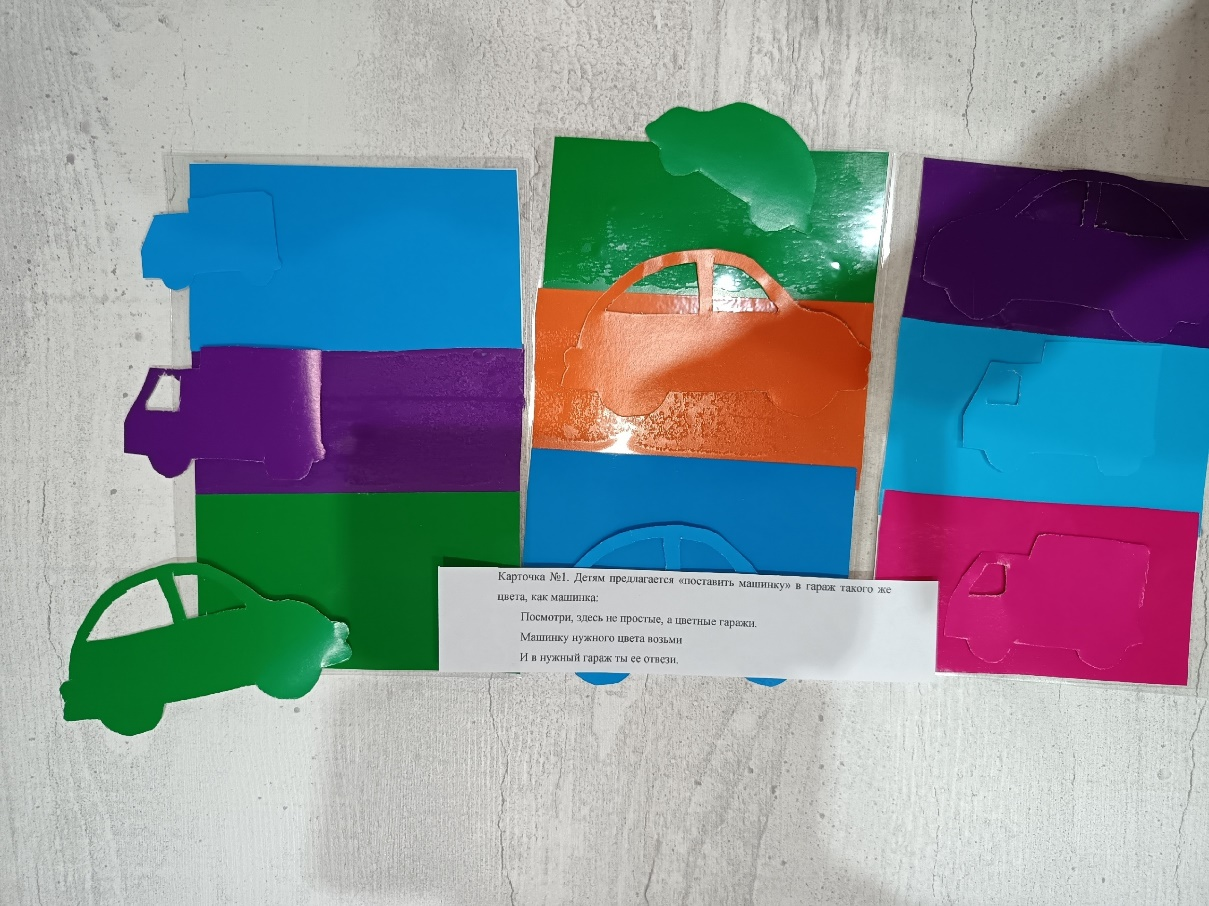 Карточка №1. Детям предлагается «поставить машинку» в гараж такого же
цвета, как машинка:
Посмотри, здесь не простые, а цветные гаражи.
Машинку нужного цвета возьми
И в нужный гараж ты ее отвези.